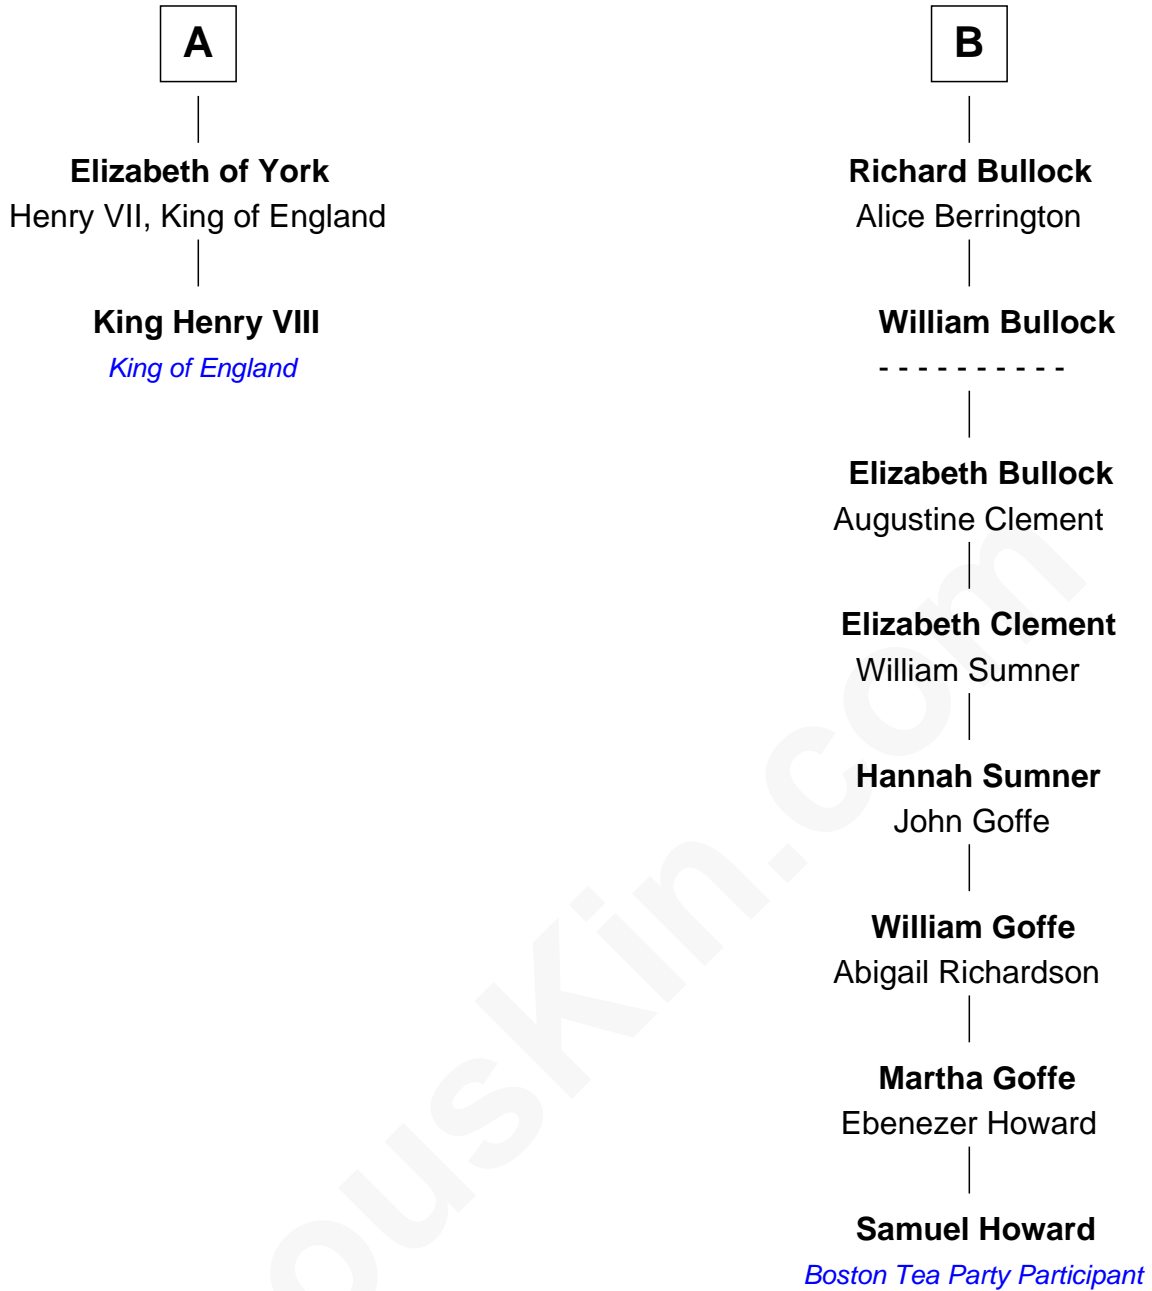 A
Elizabeth of York
Henry VII, King of England
King Henry VIII
King of England
B
Richard Bullock
Alice Berrington
William Bullock
- - - - - - - - - -
Elizabeth Bullock
Augustine Clement
Elizabeth Clement
William Sumner
Hannah Sumner
John Goffe
William Goffe
Abigail Richardson
Martha Goffe
Ebenezer Howard
Samuel Howard
Boston Tea Party Participant
ousKin.com